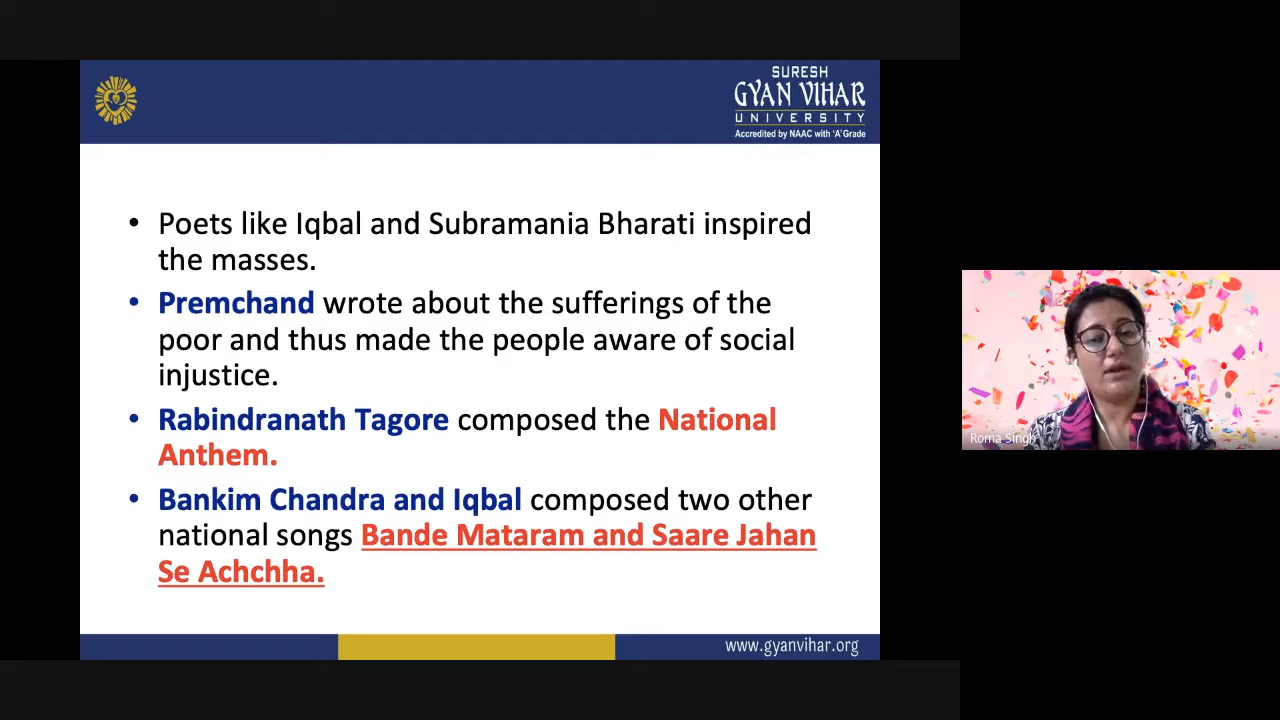 SURESH
GYAN VIHAR
UNIVERSITY
Accredited by NAAC with 'A' Grade
• Poets like Iqbal and Subramania Bharati inspired
the masses.
• Premchand wrote about the sufferings of the
poor and thus made the people aware of social
injustice.
• Rabindranath Tagore composed the National
Anthem.
• Bankim Chandra and Iqbal composed two other
national songs Bande Mataram and Saare Jahan
Se Achchha.
www.gyanvihar.org
Roma Singh